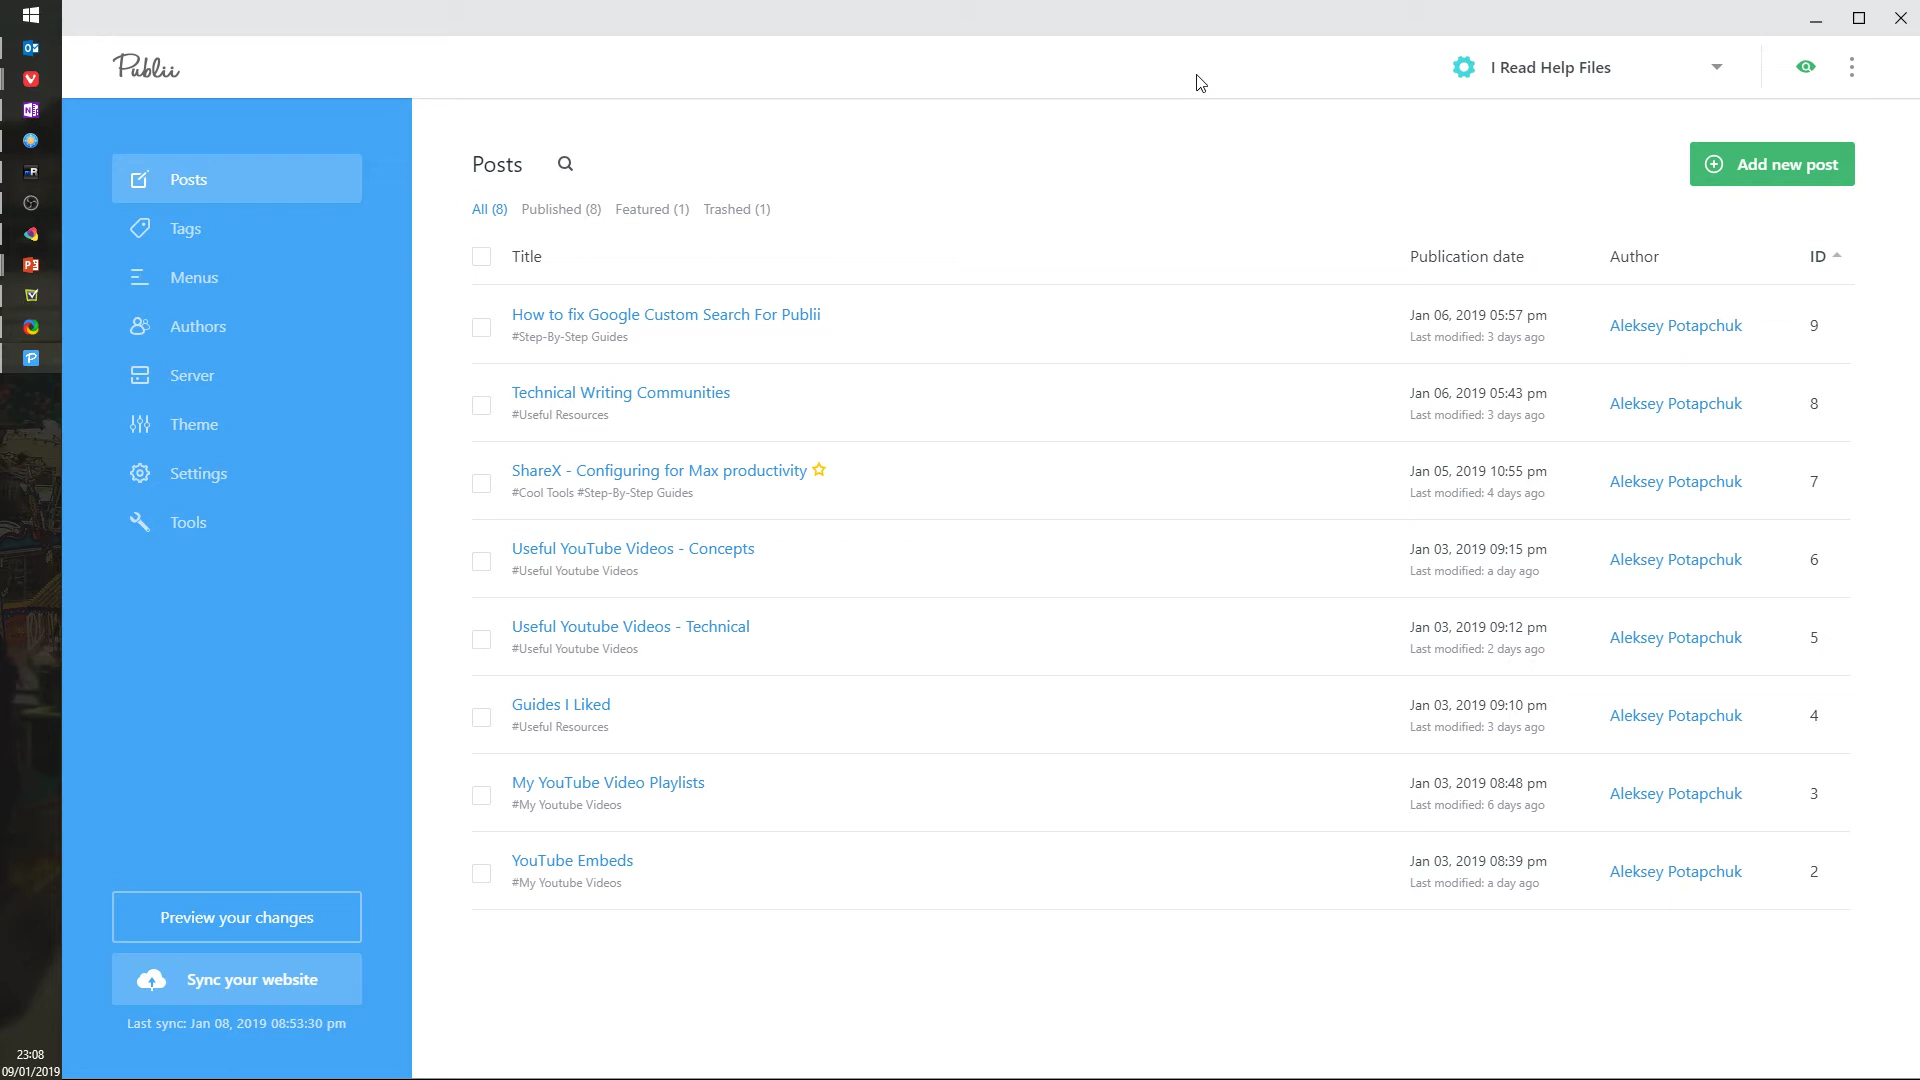 Publii
I Read Help Files
Posts
Tags
Menus
Authors
Server
Theme
Settings
Tools
Preview your changes
Sync your website
Last sync: Jan 08, 2019 08:53:30 pm
Posts
Add new post
All (8) Published (8) Featured (1) Trashed (1)
Title Publication date Author ID
How to fix Google Custom Search For Publii Jan 06, 2019 05:57 pm Aleksey Potapchuk 9
#Step-By-Step Guides Last modified: 3 days ago
Technical Writing Communities Jan 06, 2019 05:43 pm Aleksey Potapchuk 8
#Useful Resources Last modified: 3 days ago
ShareX - Configuring for Max productivity Jan 05, 2019 10:55 pm Aleksey Potapchuk 7
#Cool Tools #Step-By-Step Guides Last modified: 4 days ago
Useful YouTube Videos - Concepts Jan 03, 2019 09:15 pm Aleksey Potapchuk 6
#Useful Youtube Videos Last modified: a day ago
Useful Youtube Videos - Technical Jan 03, 2019 09:12 pm Aleksey Potapchuk 5
#Useful Youtube Videos Last modified: 2 days ago
Guides I Liked Jan 03, 2019 09:10 pm Aleksey Potapchuk 4
#Useful Resources Last modified: 3 days ago
My YouTube Video Playlists Jan 03, 2019 08:48 pm Aleksey Potapchuk 3
#My Youtube Videos Last modified: 6 days ago
YouTube Embeds Jan 03, 2019 08:39 pm Aleksey Potapchuk 2
#My Youtube Videos Last modified: a day ago
23:08
09/01/2019